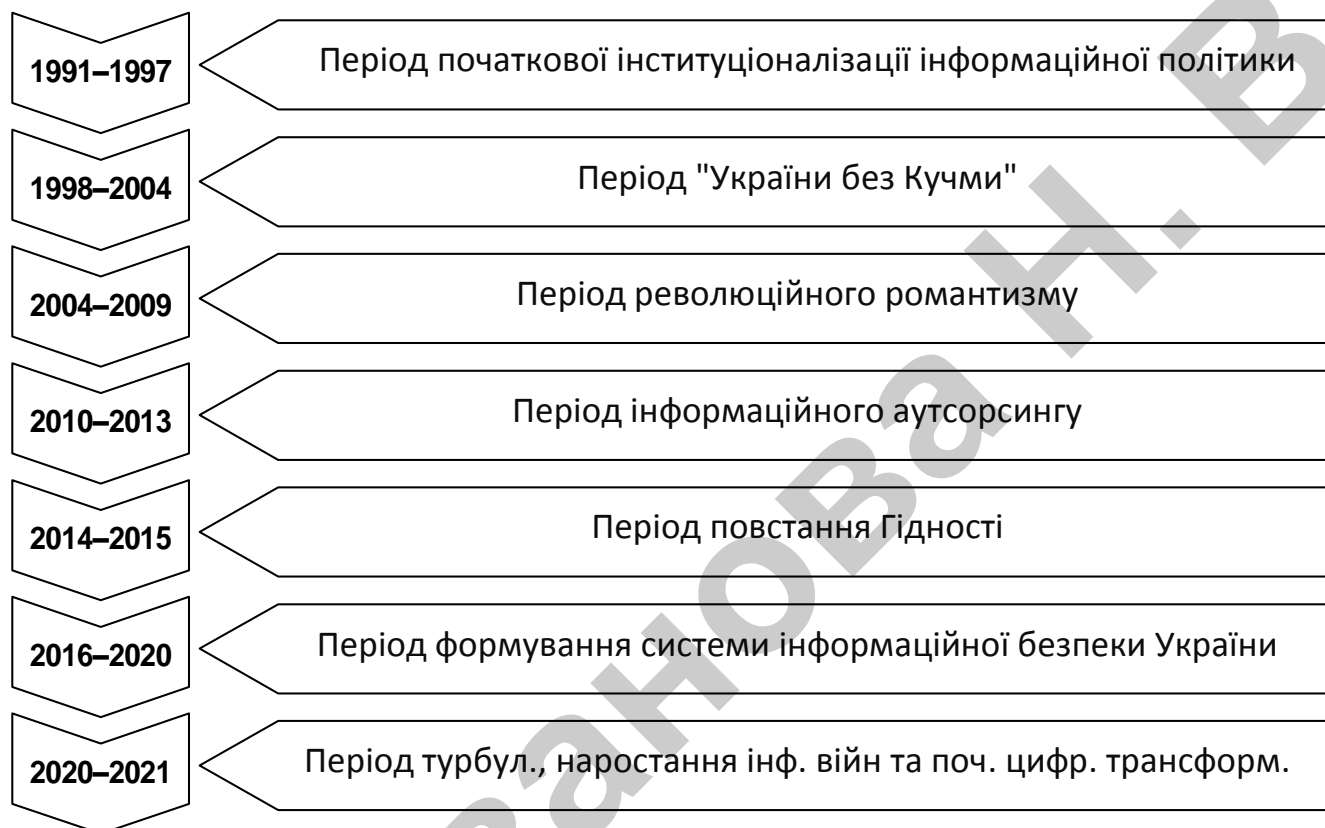 1991–1997 Період початкової інституціоналізації інформаційної політики
1998–2004 Період "України без Кучми"
2004–2009 Період революційного романтизму
2010–2013 Період інформаційного аутсорсингу
2014–2015 Період повстання Гідності
2016–2020 Період формування системи інформаційної безпеки України
2020–2021 Період турбул., наростання інф. війн та поч. цифр. трансформ.
анова Н. В